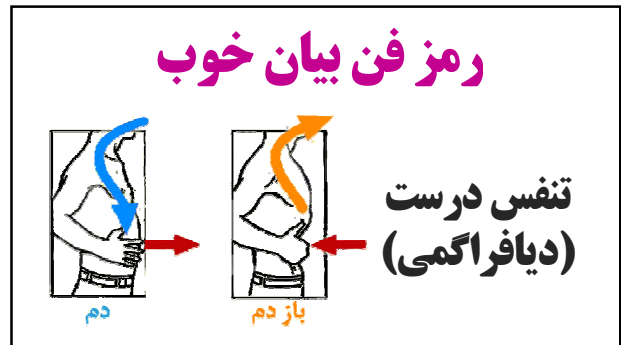 رمز فن بیان خوب
تنفس درست
(دیافراگمی)
باز دم
دم